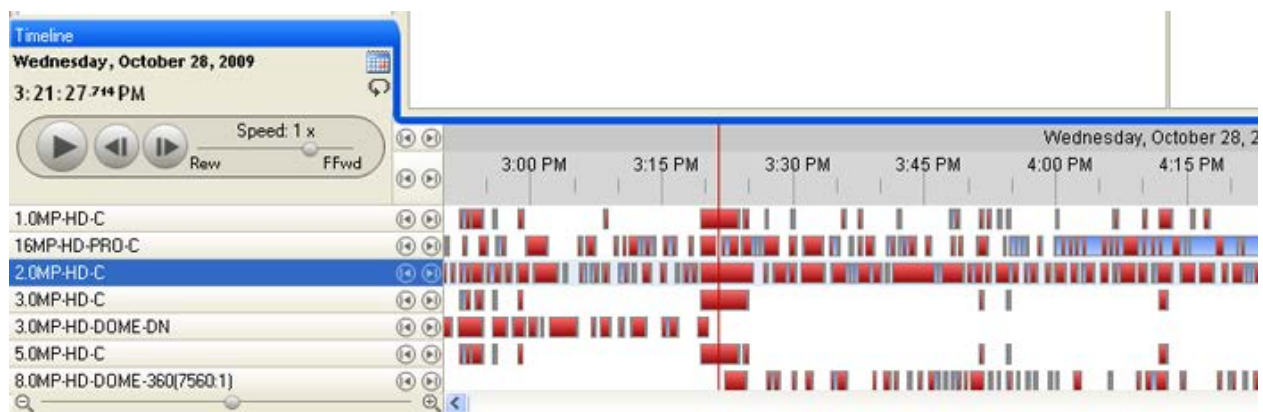 Timeline
Wednesday, October 28, 2009
3:21:27.714 PM
Speed: 1 x
Rew FFwd
Wednesday, October 28, 2
3:00 PM 3:15 PM 3:30 PM 3:45 PM 4:00 PM 4:15 PM
1.0MP-HD-C
16MP-HD-PRO-C
2.0MP-HD-C
3.0MP-HD-C
3.0MP-HD-DOME-DN
5.0MP-HD-C
8.0MP-HD-DOME-360(7560:1)